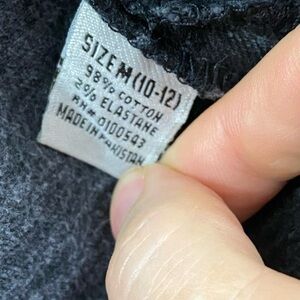 SIZE M (10-12)
98% COTTON
2% ELASTANE
RN# 0100543
MADE IN PAKISTAN